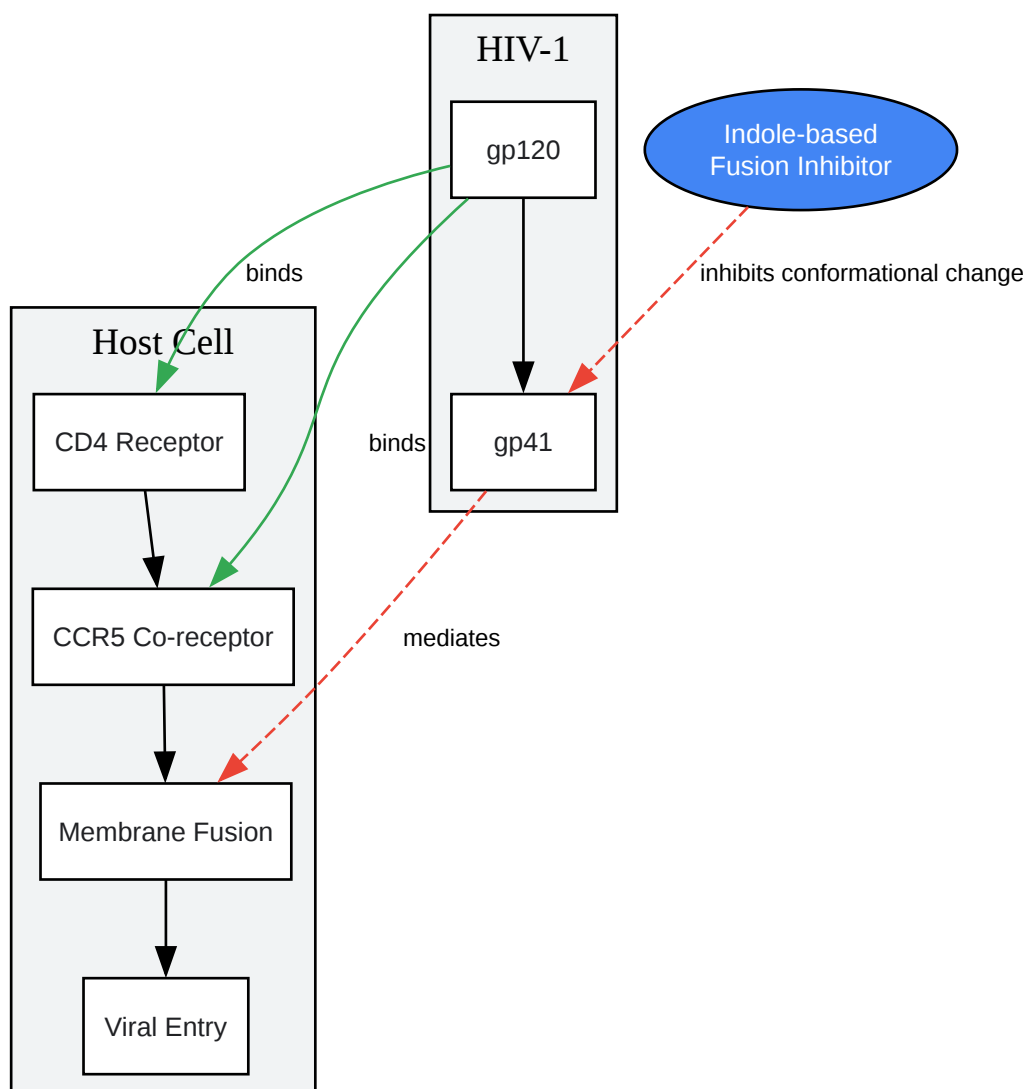 HIV-1
gp120
Indole-based
Fusion Inhibitor
binds
inhibits conformational change
Host Cell
CD4 Receptor
binds
gp41
CCR5 Co-receptor
mediates
Membrane Fusion
Viral Entry